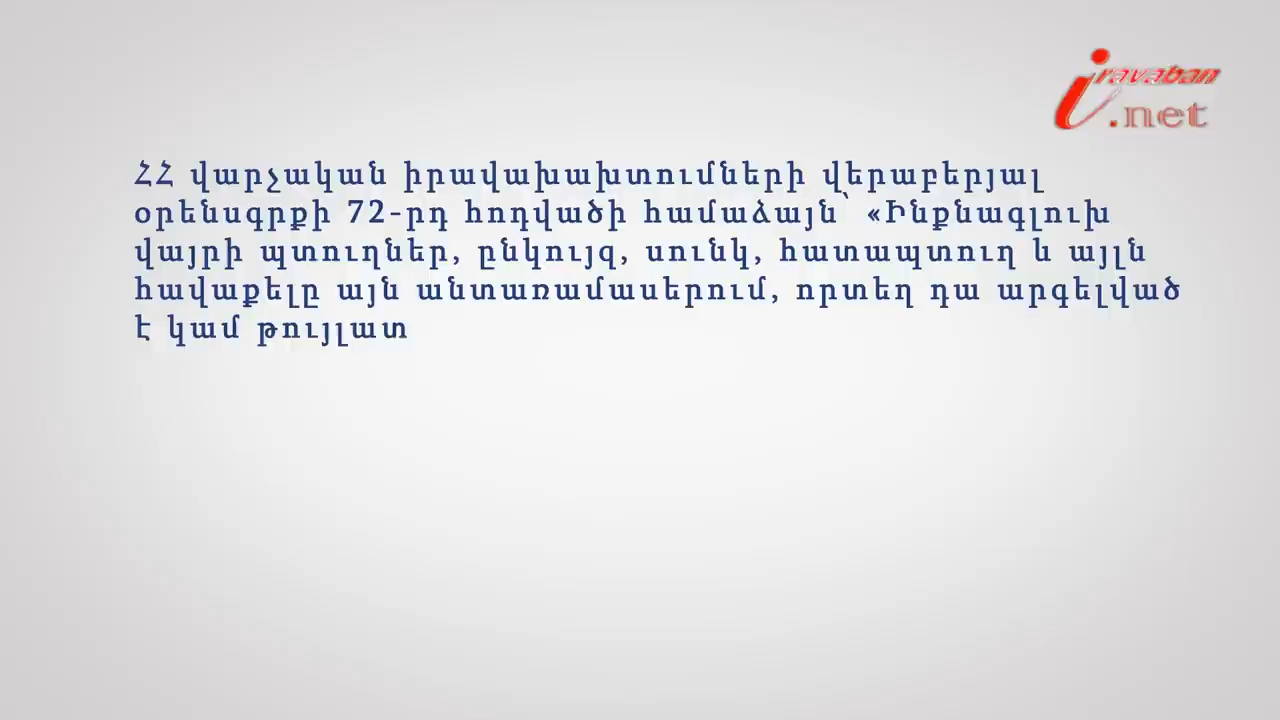 iravaban
.net
ՀՀ վարչական իրավախախտումների վերաբերյալ
օրենսգրքի 72-րդ հոդվածի համաձայն՝ «Ինքնագլուխ
վայրի պտուղներ, ընկույզ, սունկ, հատապտուղ և այլն
հավաքելը այն անտառամասերում, որտեղ դա արգելված
է կամ թույլատ